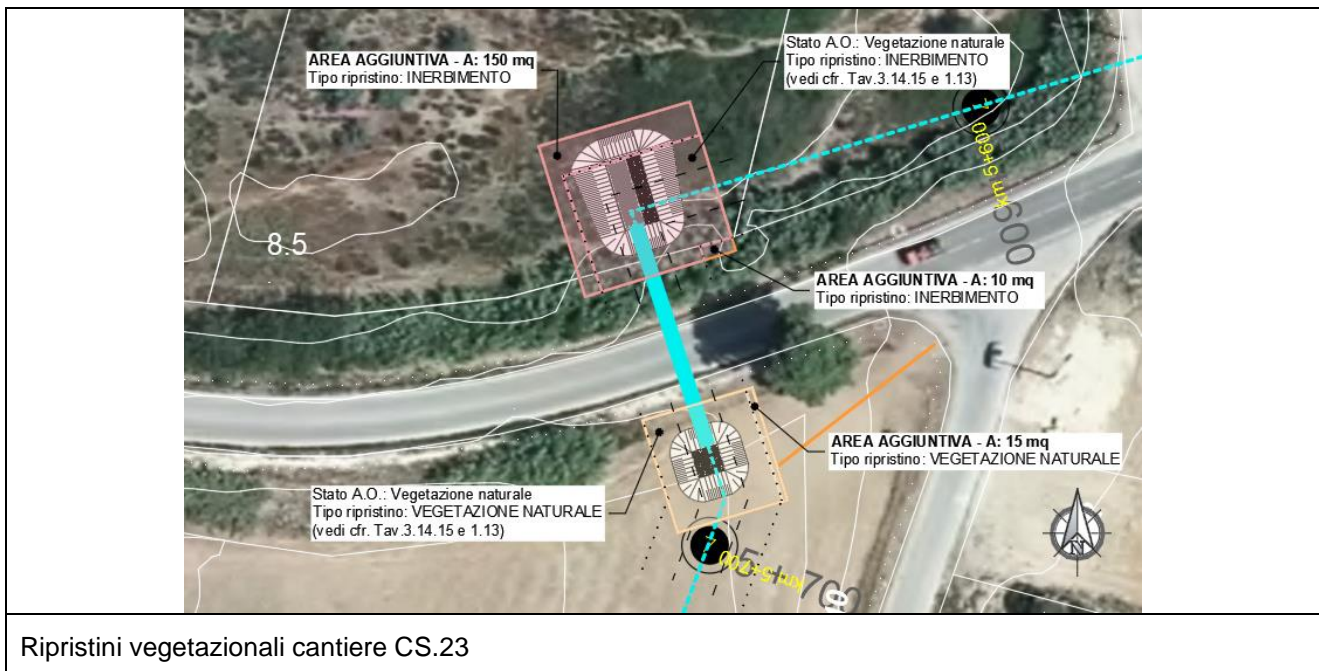 AREA AGGIUNTIVA - A: 150 mq
Tipo ripristino: INERBIMENTO
Stato A.O.: Vegetazione naturale
Tipo ripristino: INERBIMENTO
(vedi cfr. Tav.3.14.15 e 1.13)
km 5+600
600
8.5
AREA AGGIUNTIVA - A: 10 mq
Tipo ripristino: INERBIMENTO
AREA AGGIUNTIVA - A: 15 mq
Tipo ripristino: VEGETAZIONE NATURALE
Stato A.O.: Vegetazione naturale
Tipo ripristino: VEGETAZIONE NATURALE
(vedi cfr. Tav.3.14.15 e 1.13)
km 5+700
5+700
N
Ripristini vegetazionali cantiere CS.23